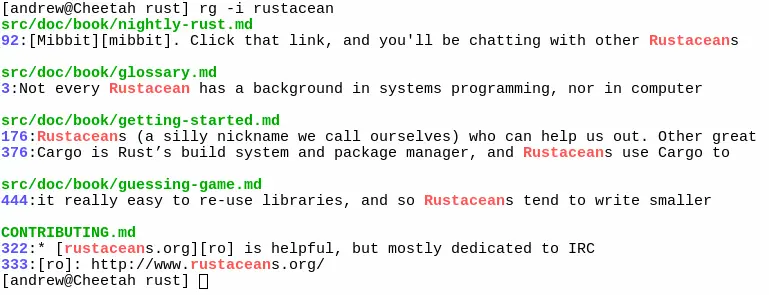 [andrew@Cheetah rust] rg -i rustacean
src/doc/book/nightly-rust.md
92:[Mibbit][mibbit]. Click that link, and you'll be chatting with other Rustaceans
src/doc/book/glossary.md
3:Not every Rustacean has a background in systems programming, nor in computer
src/doc/book/getting-started.md
176:Rustaceans (a silly nickname we call ourselves) who can help us out. Other great
376:Cargo is Rust’s build system and package manager, and Rustaceans use Cargo to
src/doc/book/guessing-game.md
444:it really easy to re-use libraries, and so Rustaceans tend to write smaller
CONTRIBUTING.md
322:* [rustaceans.org][ro] is helpful, but mostly dedicated to IRC
333:[ro]: http://www.rustaceans.org/
[andrew@Cheetah rust]